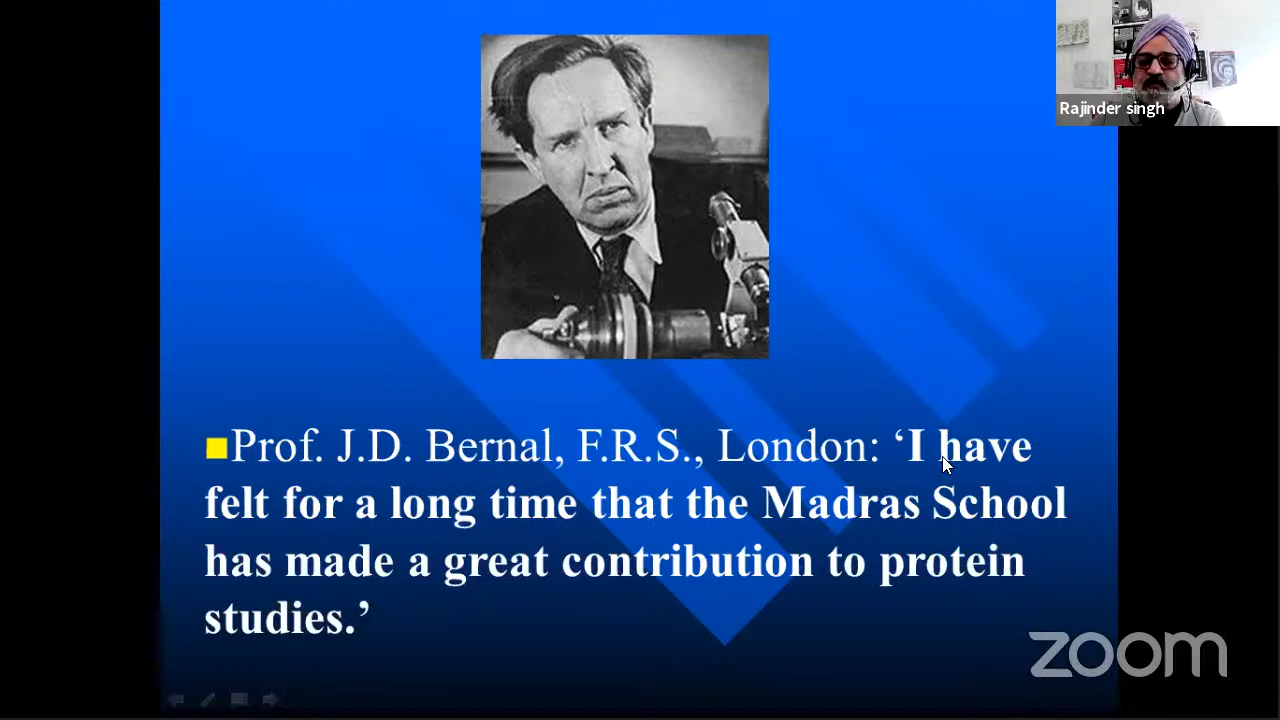 Rajinder singh
Prof. J.D. Bernal, F.R.S., London: ‘I have
felt for a long time that the Madras School
has made a great contribution to protein
studies.’
zoom